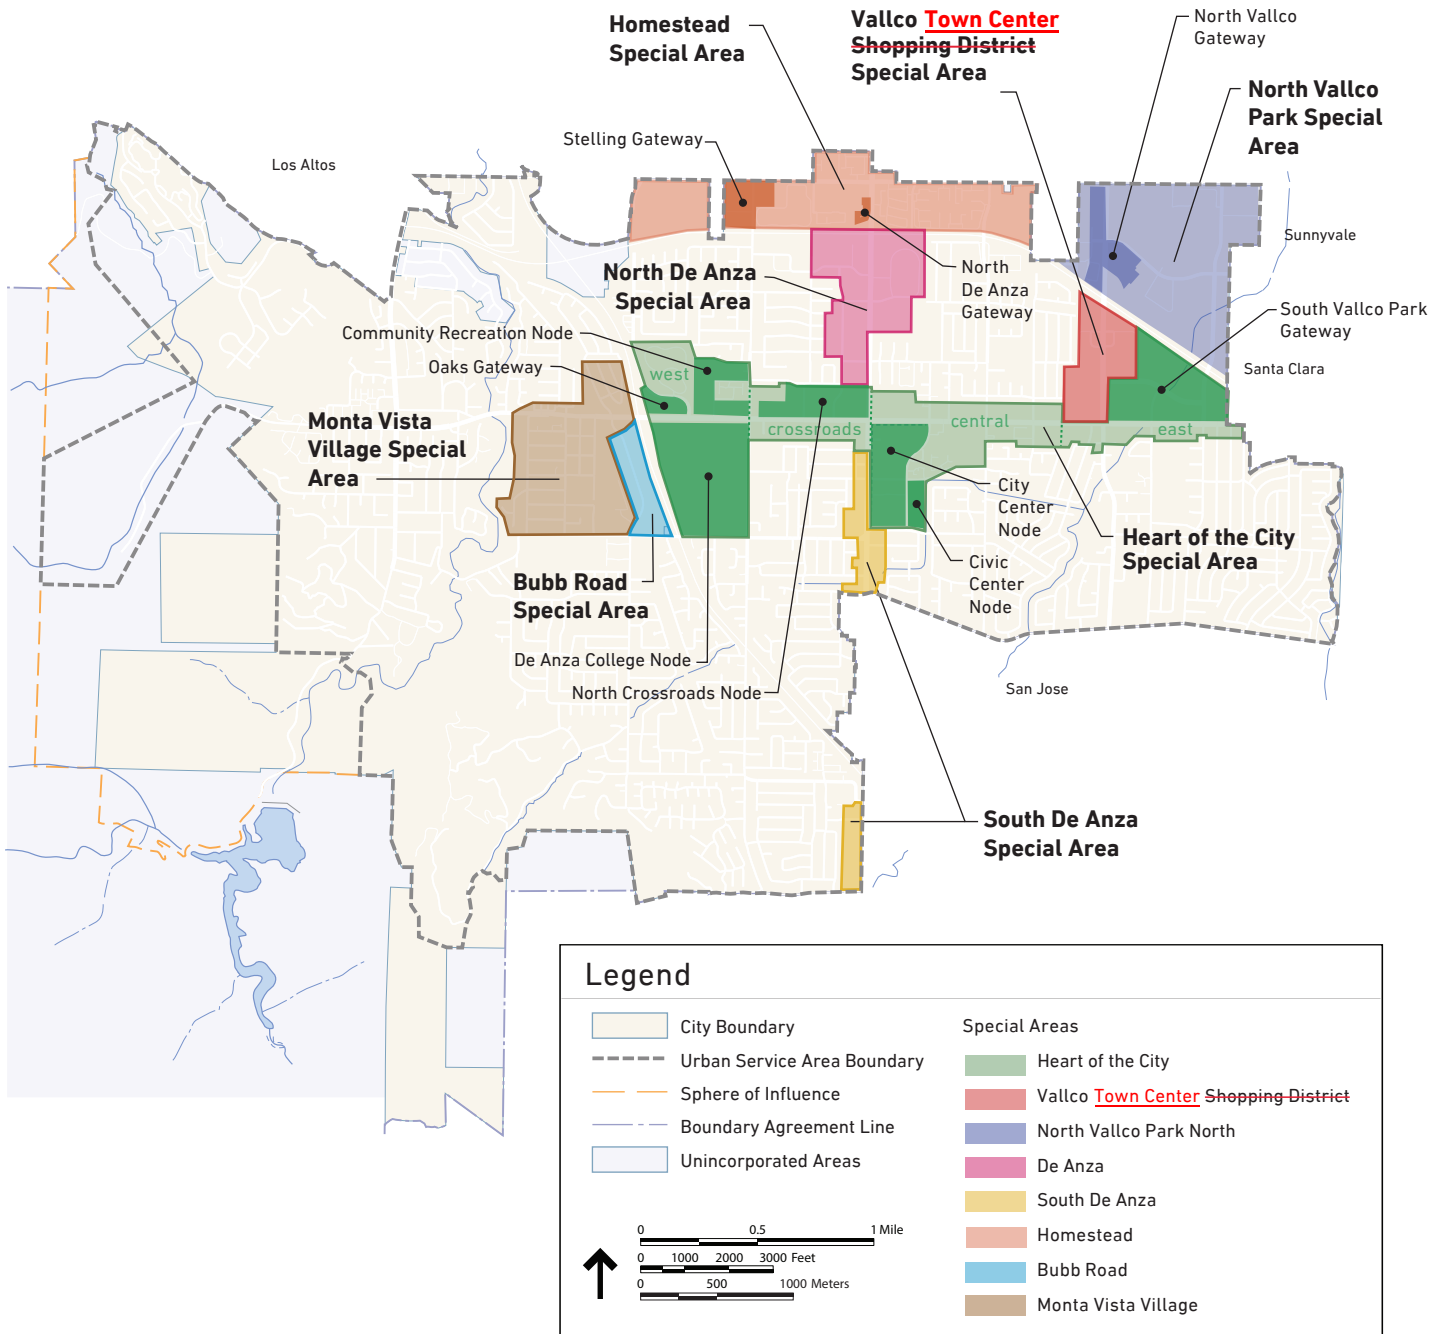 Homestead
Special Area
Vallco Town Center
Shopping District
Special Area
North Vallco
Gateway
North Vallco
Park Special
Area
Los Altos
Stelling Gateway
Sunnyvale
North De Anza
Special Area
North
De Anza
Gateway
South Vallco Park
Gateway
Community Recreation Node
Oaks Gateway
Santa Clara
west
Monta Vista
Village Special
Area
crossroads
central
east
City
Center
Node
Heart of the City
Special Area
Civic
Center
Node
Bubb Road
Special Area
De Anza College Node
North Crossroads Node
San Jose
South De Anza
Special Area
Legend
City Boundary
Urban Service Area Boundary
Sphere of Influence
Boundary Agreement Line
Unincorporated Areas
0 0.5 1 Mile
0 1000 2000 3000 Feet
0 500 1000 Meters
Special Areas
Heart of the City
Vallco Town Center Shopping District
North Vallco Park North
De Anza
South De Anza
Homestead
Bubb Road
Monta Vista Village